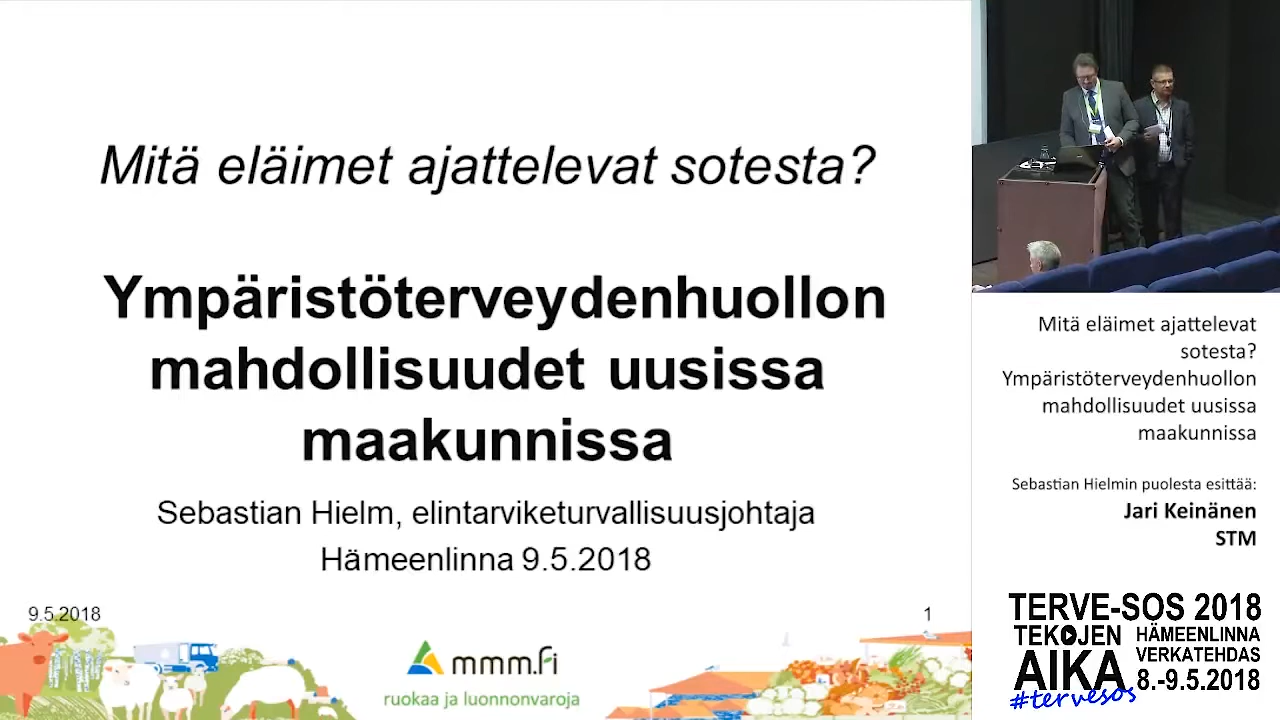 Mitä eläimet ajattelevat sotesta?
Ympäristöterveydenhuollon
mahdollisuudet uusissa
maakunnissa
Sebastian Hielm, elintarviketurvallisuusjohtaja
Hämeenlinna 9.5.2018
9.5.2018
1
mmm.fi
ruokaa ja luonnonvaroja
Mitä eläimet ajattelevat
sotesta?
Ympäristöterveydenhuollon
mahdollisuudet uusissa
maakunnissa
Sebastian Hielmin puolesta esittää:
Jari Keinänen
STM
TERVE-SOS 2018
TEKOJEN
AIKA
HÄMEENLINNA
VERKATEHDAS
8.-9.5.2018
#tervesos